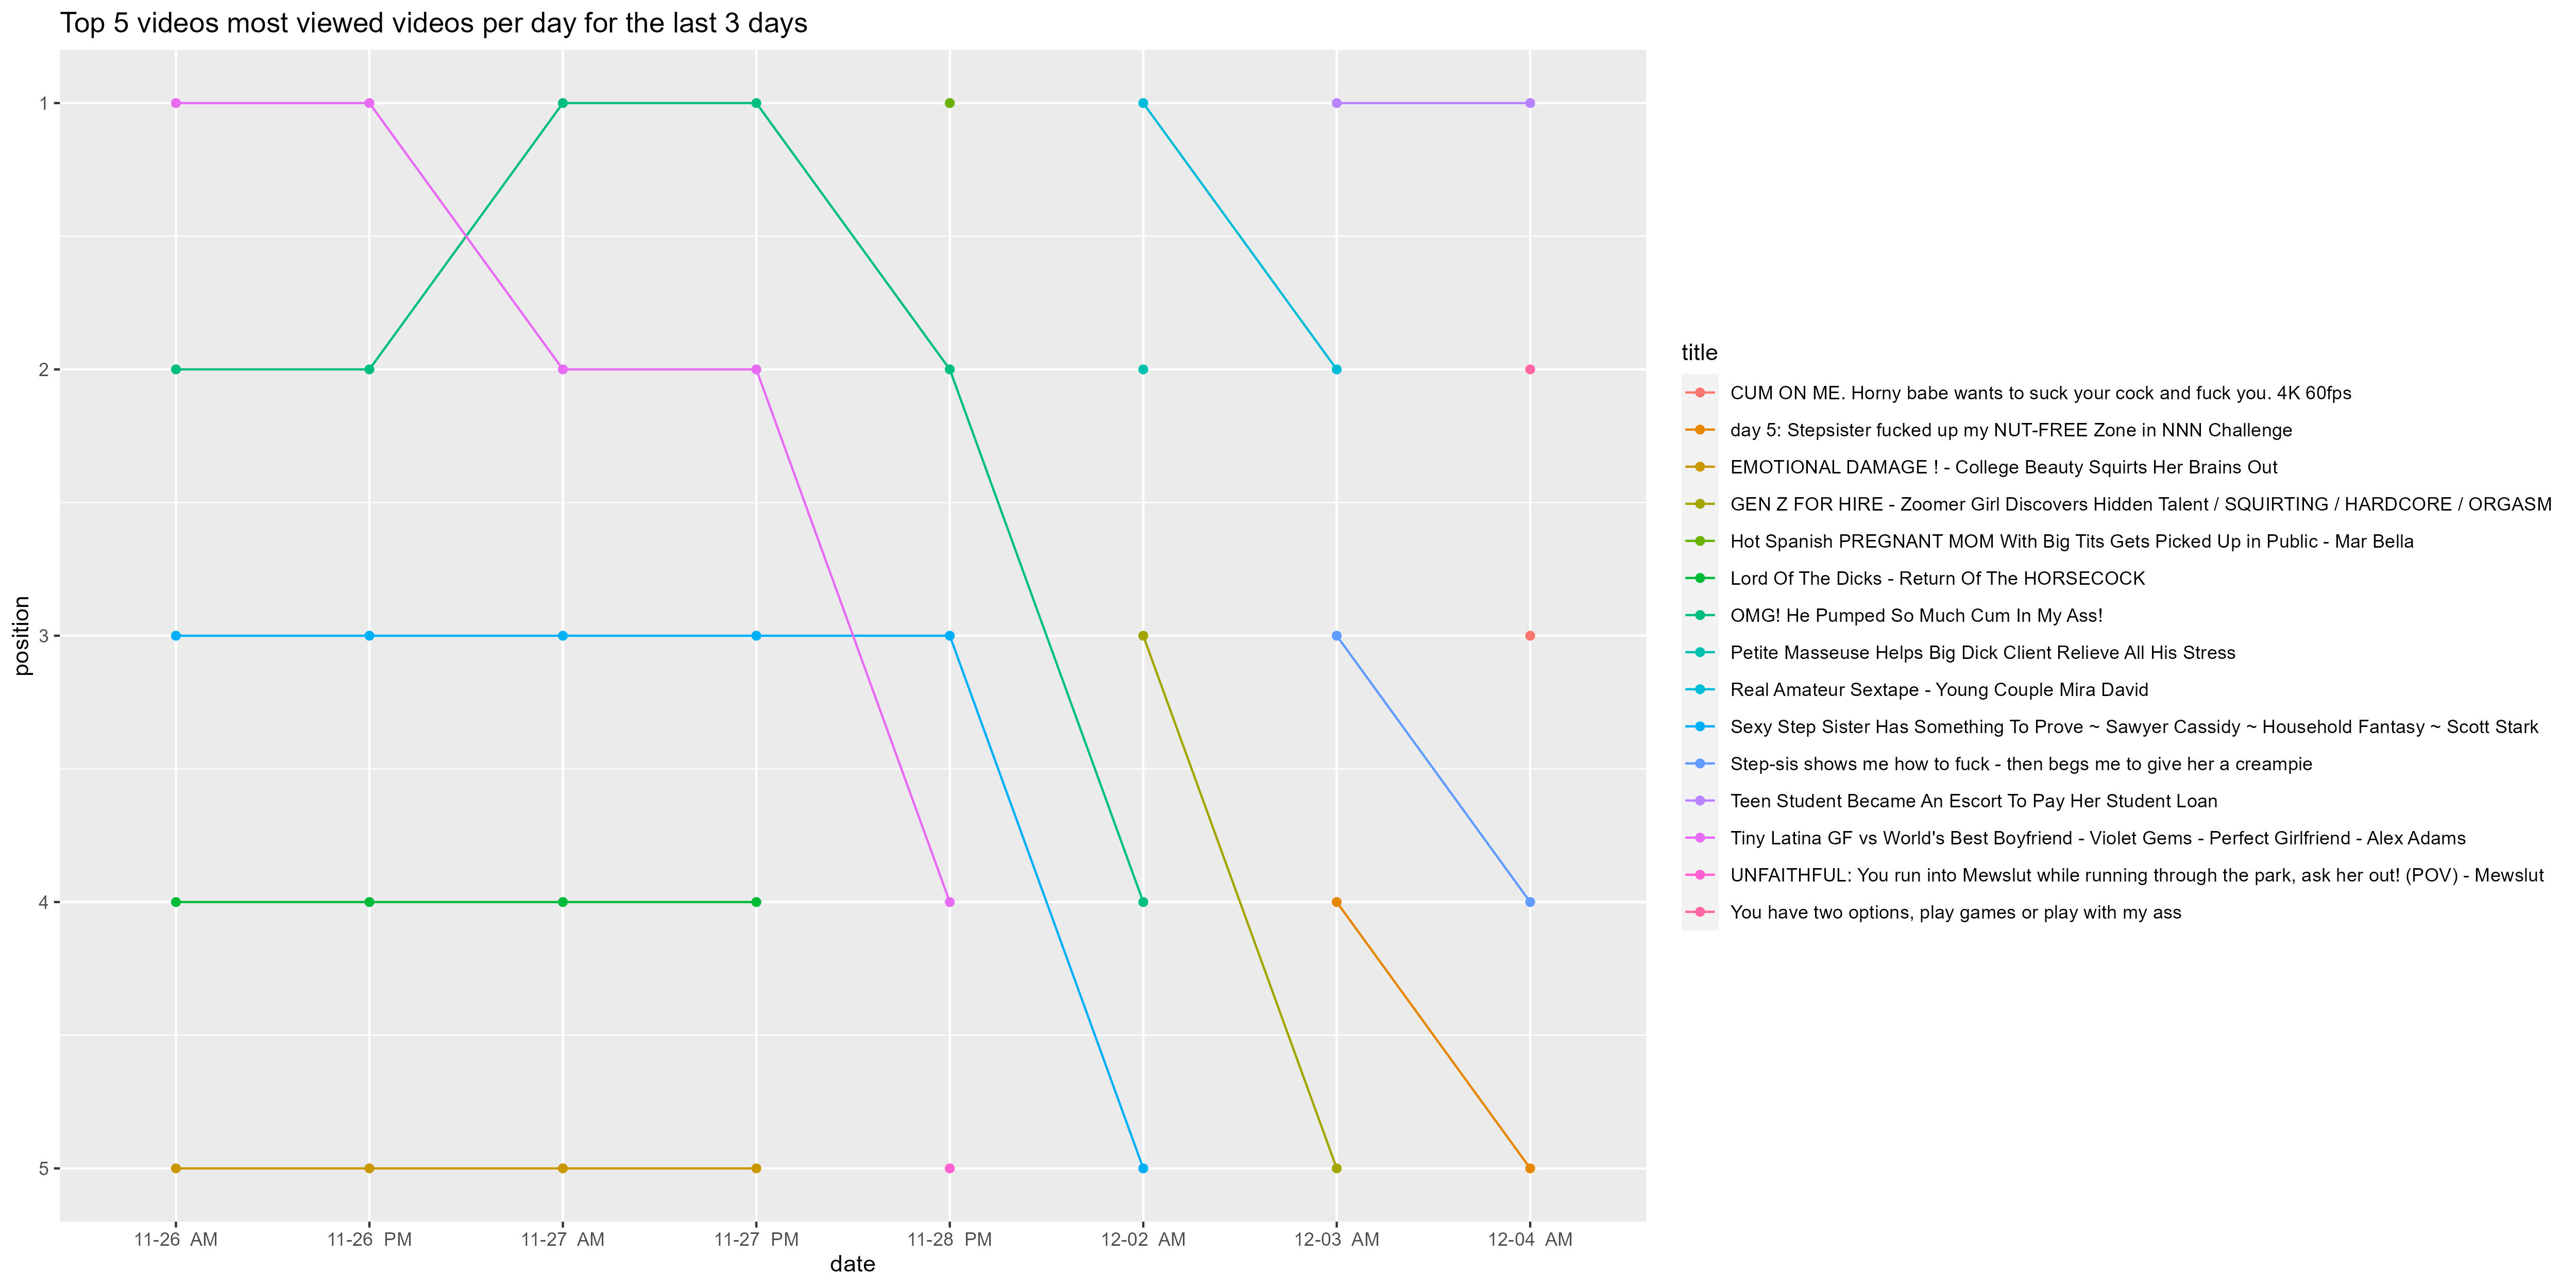 Top 5 videos most viewed videos per day for the last 3 days
position
1
2
3
4
5
11-26  AM
11-26  PM
11-27  AM
11-27  PM
11-28  PM
12-02  AM
12-03  AM
12-04  AM
date
title
CUM ON ME. Horny babe wants to suck your cock and fuck you. 4K 60fps
day 5: Stepsister fucked up my NUT-FREE Zone in NNN Challenge
EMOTIONAL DAMAGE ! - College Beauty Squirts Her Brains Out
GEN Z FOR HIRE - Zoomer Girl Discovers Hidden Talent / SQUIRTING / HARDCORE / ORGASM
Hot Spanish PREGNANT MOM With Big Tits Gets Picked Up in Public - Mar Bella
Lord Of The Dicks - Return Of The HORSECOCK
OMG! He Pumped So Much Cum In My Ass!
Petite Masseuse Helps Big Dick Client Relieve All His Stress
Real Amateur Sextape - Young Couple Mira David
Sexy Step Sister Has Something To Prove ~ Sawyer Cassidy ~ Household Fantasy ~ Scott Stark
Step-sis shows me how to fuck - then begs me to give her a creampie
Teen Student Became An Escort To Pay Her Student Loan
Tiny Latina GF vs World's Best Boyfriend - Violet Gems - Perfect Girlfriend - Alex Adams
UNFAITHFUL: You run into Mewslut while running through the park, ask her out! (POV) - Mewslut
You have two options, play games or play with my ass